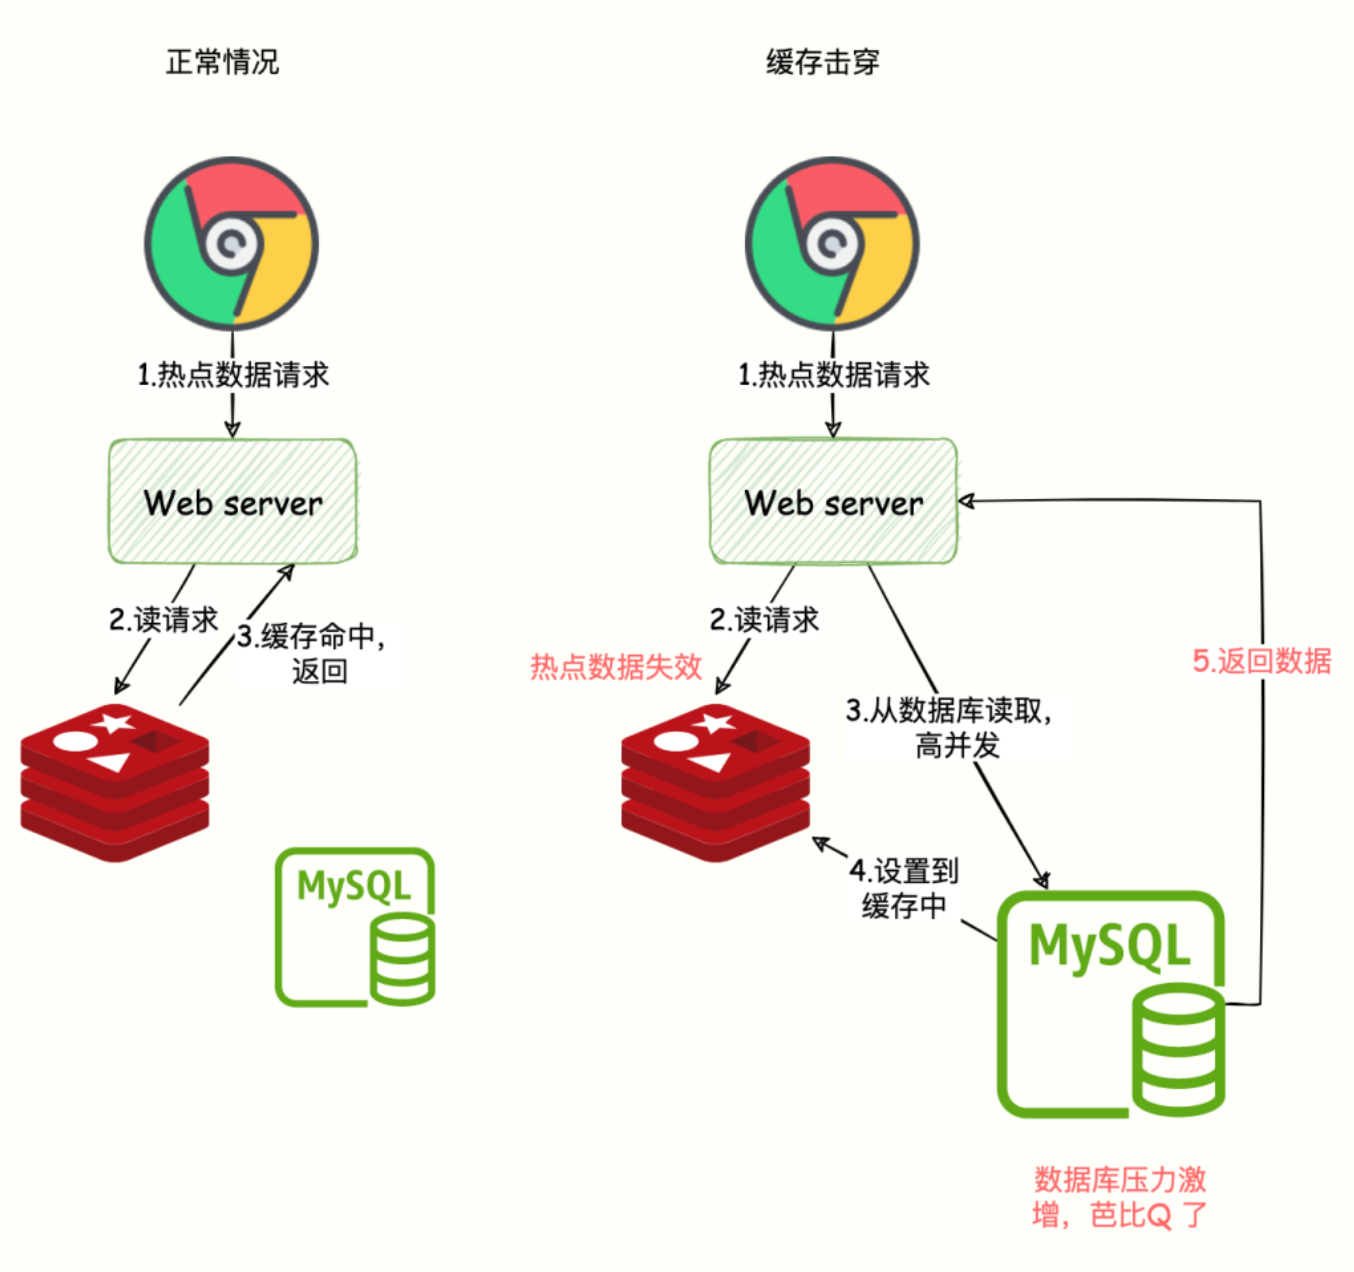 正常情况
1.热点数据请求
Web server
2.读请求
3.缓存命中，
返回
MySQL
缓存击穿
1.热点数据请求
Web server
2.读请求
热点数据失效
3.从数据库读取，
高并发
4.设置到
缓存中
5.返回数据
MySQL
数据库压力激
增，芭比Q 了